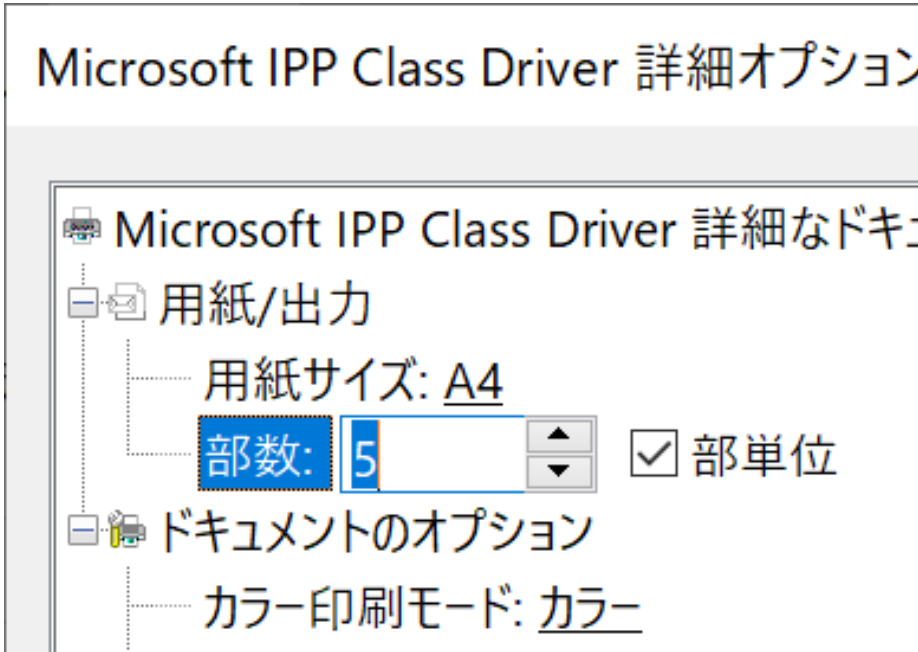 Microsoft IPP Class Driver 詳細オプション
Microsoft IPP Class Driver 詳細なドキュ
用紙/出力
用紙サイズ: A4
部数: 5 部単位
ドキュメントのオプション
カラー印刷モード: カラー